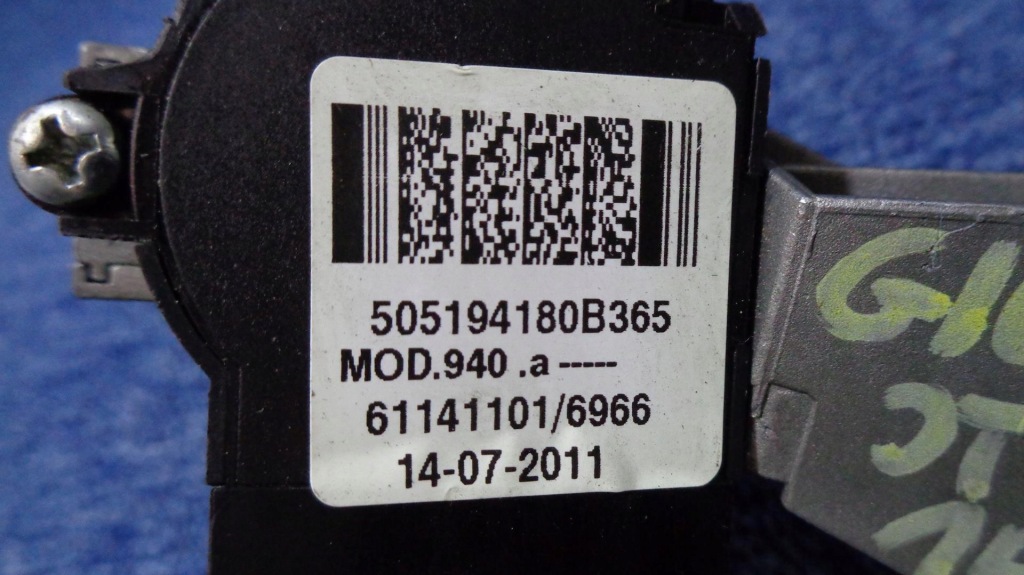 505194180B365
MOD.940 .a -----
61141101/6966
14-07-2011